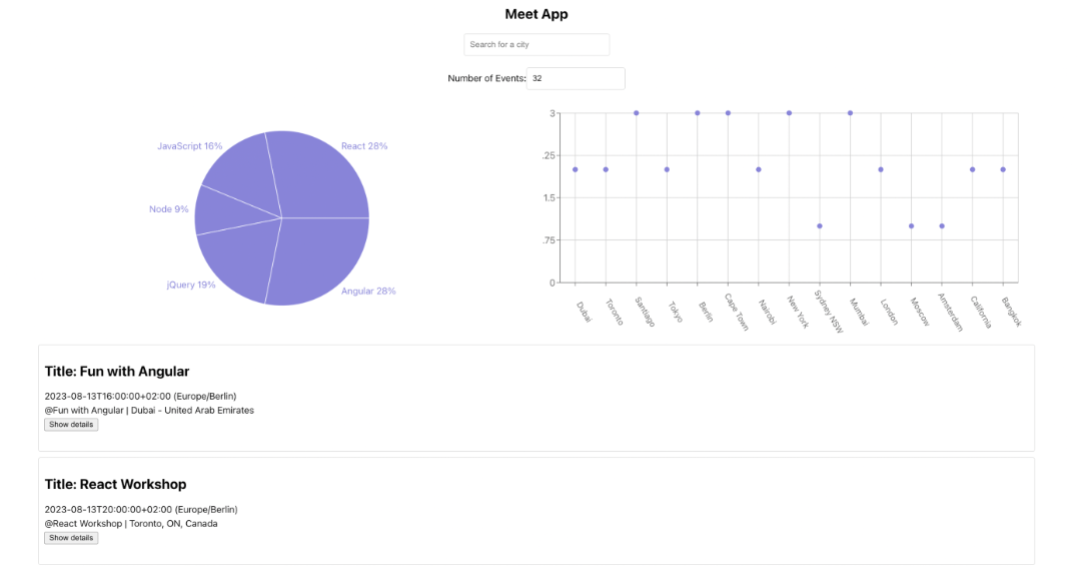 Meet App
Search for a city
Number of Events: 32
JavaScript 16%
React 28%
Node 9%
jQuery 19%
Angular 28%
3
.25
1.5
.75
0
Dubai
Toronto
Santiago
Tokyo
Berlin
Cape Town
Nairobi
New York
Sydney NSW
Mumbai
London
Moscow
Amsterdam
California
Bangkok
Title: Fun with Angular
2023-08-13T16:00:00+02:00 (Europe/Berlin)
@Fun with Angular | Dubai - United Arab Emirates
Show details
Title: React Workshop
2023-08-13T20:00:00+02:00 (Europe/Berlin)
@React Workshop | Toronto, ON, Canada
Show details